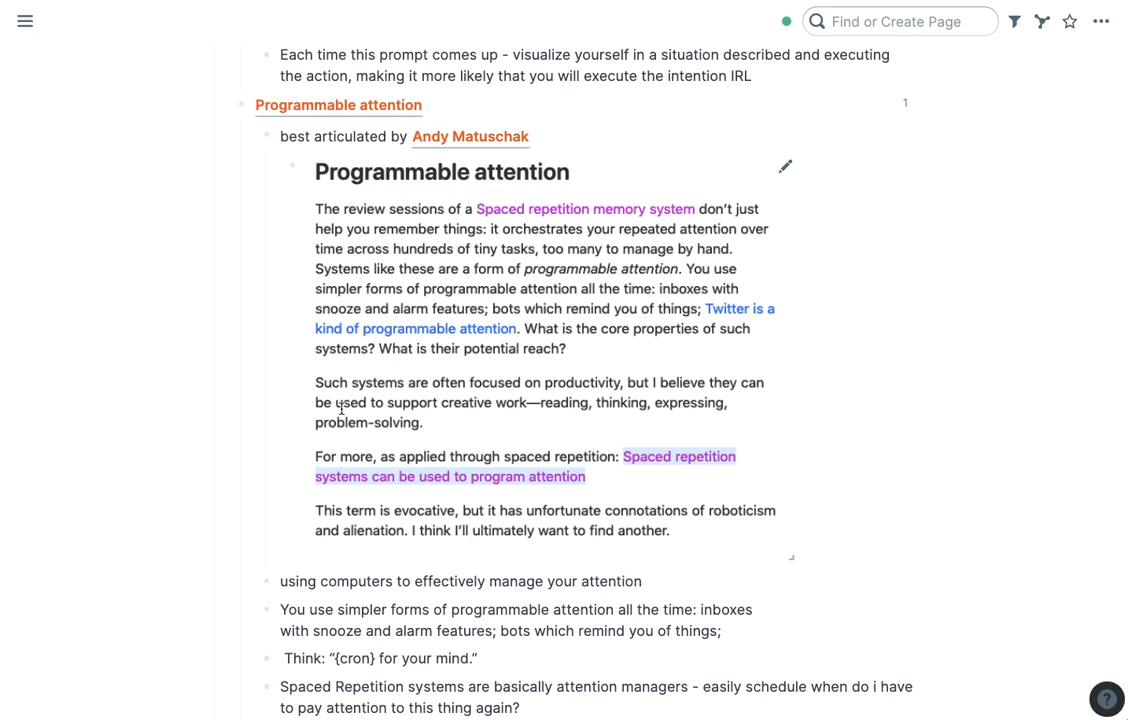 Find or Create Page
Each time this prompt comes up - visualize yourself in a situation described and executing
the action, making it more likely that you will execute the intention IRL
Programmable attention
1
best articulated by Andy Matuschak
Programmable attention
The review sessions of a Spaced repetition memory system don't just
help you remember things: it orchestrates your repeated attention over
time across hundreds of tiny tasks, too many to manage by hand.
Systems like these are a form of programmable attention. You use
simpler forms of programmable attention all the time: inboxes with
snooze and alarm features; bots which remind you of things; Twitter is a
kind of programmable attention. What is the core properties of such
systems? What is their potential reach?
Such systems are often focused on productivity, but I believe they can
be used to support creative work—reading, thinking, expressing,
problem-solving.
For more, as applied through spaced repetition: Spaced repetition
systems can be used to program attention
This term is evocative, but it has unfortunate connotations of roboticism
and alienation. I think I'll ultimately want to find another.
using computers to effectively manage your attention
You use simpler forms of programmable attention all the time: inboxes
with snooze and alarm features; bots which remind you of things;
Think: “{cron} for your mind.”
Spaced Repetition systems are basically attention managers - easily schedule when do i have
to pay attention to this thing again?
?